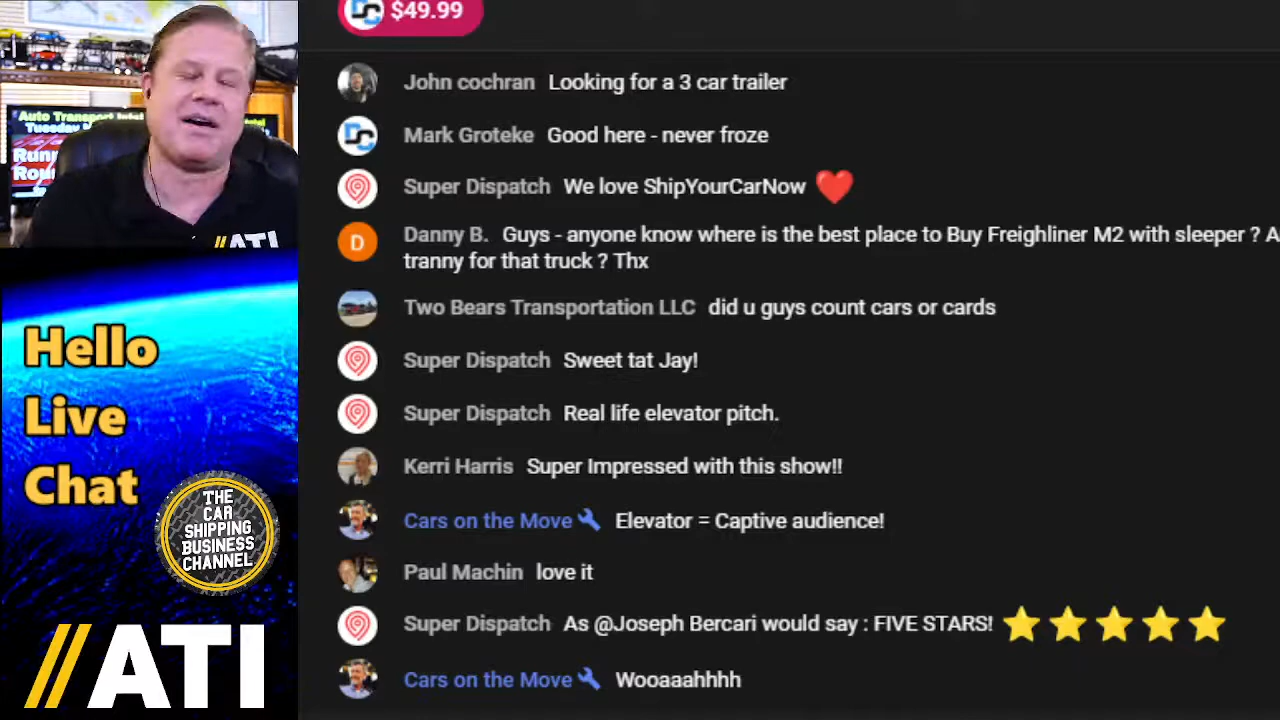 $49.99
John cochran Looking for a 3 car trailer
Mark Groteke Good here - never froze
Super Dispatch We love ShipYourCarNow ❤️
D
Danny B. Guys - anyone know where is the best place to Buy Freighliner M2 with sleeper ? A
tranny for that truck ? Thx
Two Bears Transportation LLC did u guys count cars or cards
Super Dispatch Sweet tat Jay!
Super Dispatch Real life elevator pitch.
Kerri Harris Super Impressed with this show!!
Cars on the Move Elevator = Captive audience!
Paul Machin love it
Super Dispatch As @Joseph Bercari would say : FIVE STARS! ⭐⭐⭐⭐⭐
Cars on the Move Wooaaahhhh
Auto Transport
Tuesday
//ATI
Hello
Live
Chat
THE
CAR
SHIPPING
BUSINESS
CHANNEL
//ATI